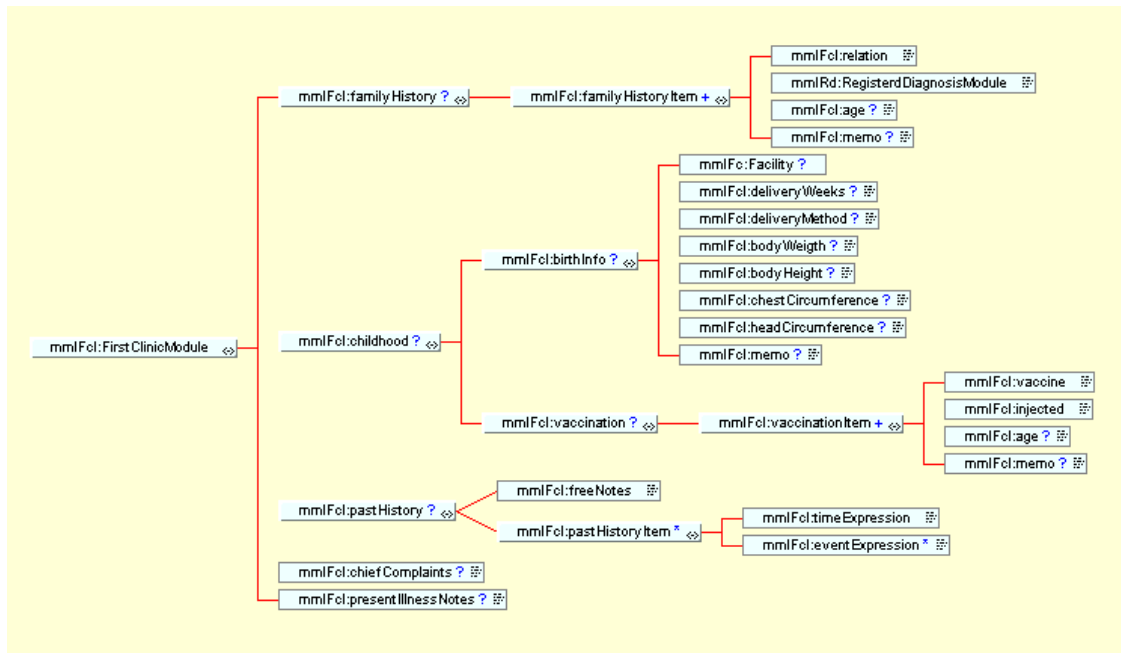 mmlFcl:relation
mmlFcl:familyHistory ? mmlFcl:familyHistoryItem + mmlRd:RegisterdDiagnosisModule
mmlFcl:age ?
mmlFcl:memo ?
mmlFc:Facility ?
mmlFcl:deliveryWeeks ?
mmlFcl:deliveryMethod ?
mmlFcl:bodyWeigth ?
mmlFcl:birthInfo ?
mmlFcl:bodyHeight ?
mmlFcl:chestCircumference ?
mmlFcl:headCircumference ?
mmlFcl:FirstClinicModule mmlFcl:childhood ?
mmlFcl:memo ?
mmlFcl:vaccine
mmlFcl:injected
mmlFcl:vaccination ? mmlFcl:vaccinationItem +
mmlFcl:age ?
mmlFcl:memo ?
mmlFcl:freeNotes
mmlFcl:pastHistory ?
mmlFcl:timeExpression
mmlFcl:pastHistoryItem *
mmlFcl:eventExpression *
mmlFcl:chiefComplaints ?
mmlFcl:presentIllnessNotes ?